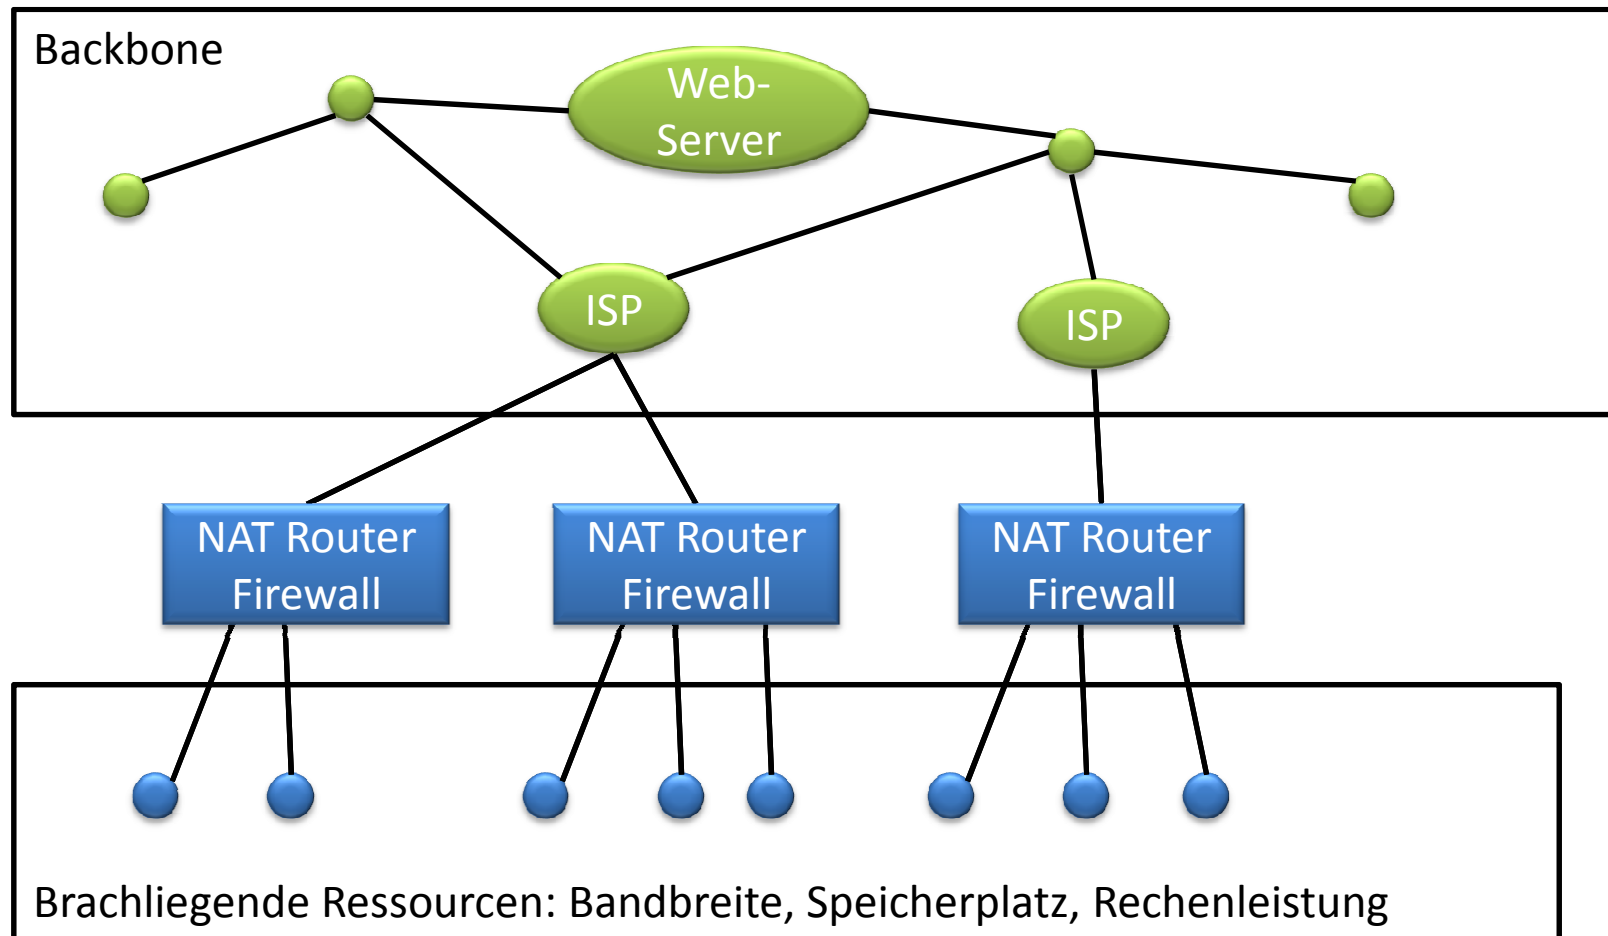 Backbone
Web-
Server
ISP
ISP
NAT Router
Firewall
NAT Router
Firewall
NAT Router
Firewall
Brachliegende Ressourcen: Bandbreite, Speicherplatz, Rechenleistung